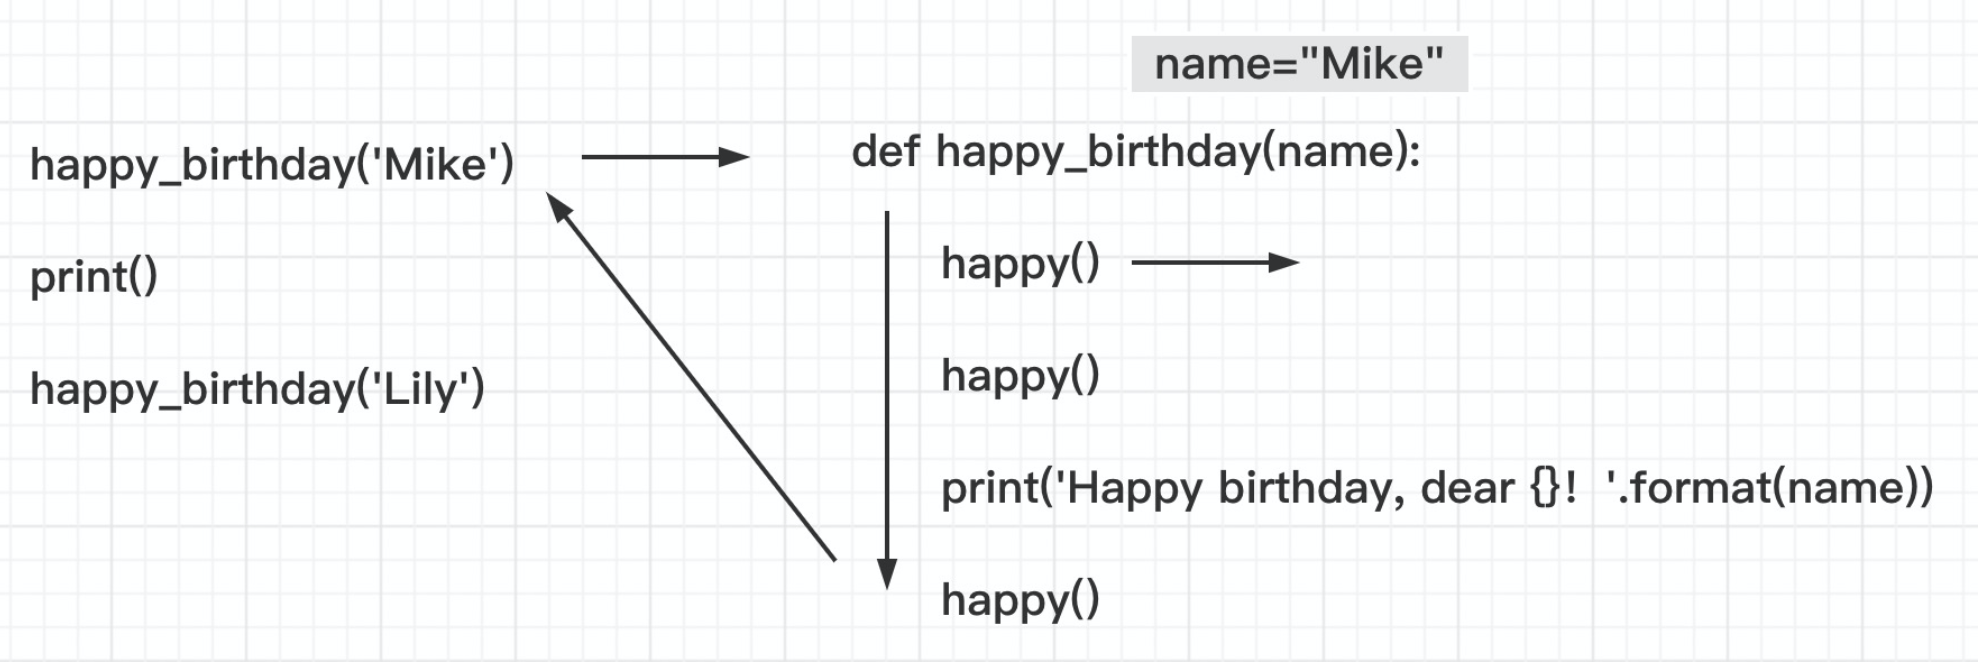 name="Mike"
happy_birthday('Mike')
def happy_birthday(name):
happy()
print()
happy()
happy_birthday('Lily')
print('Happy birthday, dear {}!  '.format(name))
happy()